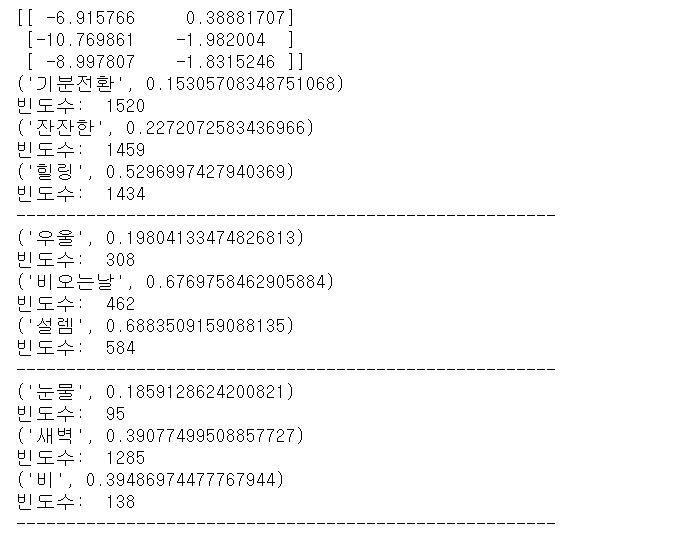 [[ -6.915766     0.38881707]
 [-10.769861    -1.982004  ]
 [ -8.997807    -1.8315246 ]]
('기분전환', 0.15305708348751068)
빈도수:  1520
('잔잔한', 0.2272072583436966)
빈도수:  1459
('힐링', 0.5296997427940369)
빈도수:  1434
------------------------------------------------------
('우울', 0.19804133474826813)
빈도수:  308
('비오는날', 0.6769758462905884)
빈도수:  462
('설렘', 0.6883509159088135)
빈도수:  584
------------------------------------------------------
('눈물', 0.1859128624200821)
빈도수:  95
('새벽', 0.39077499508857727)
빈도수:  1285
('비', 0.39486974477767944)
빈도수:  138
------------------------------------------------------